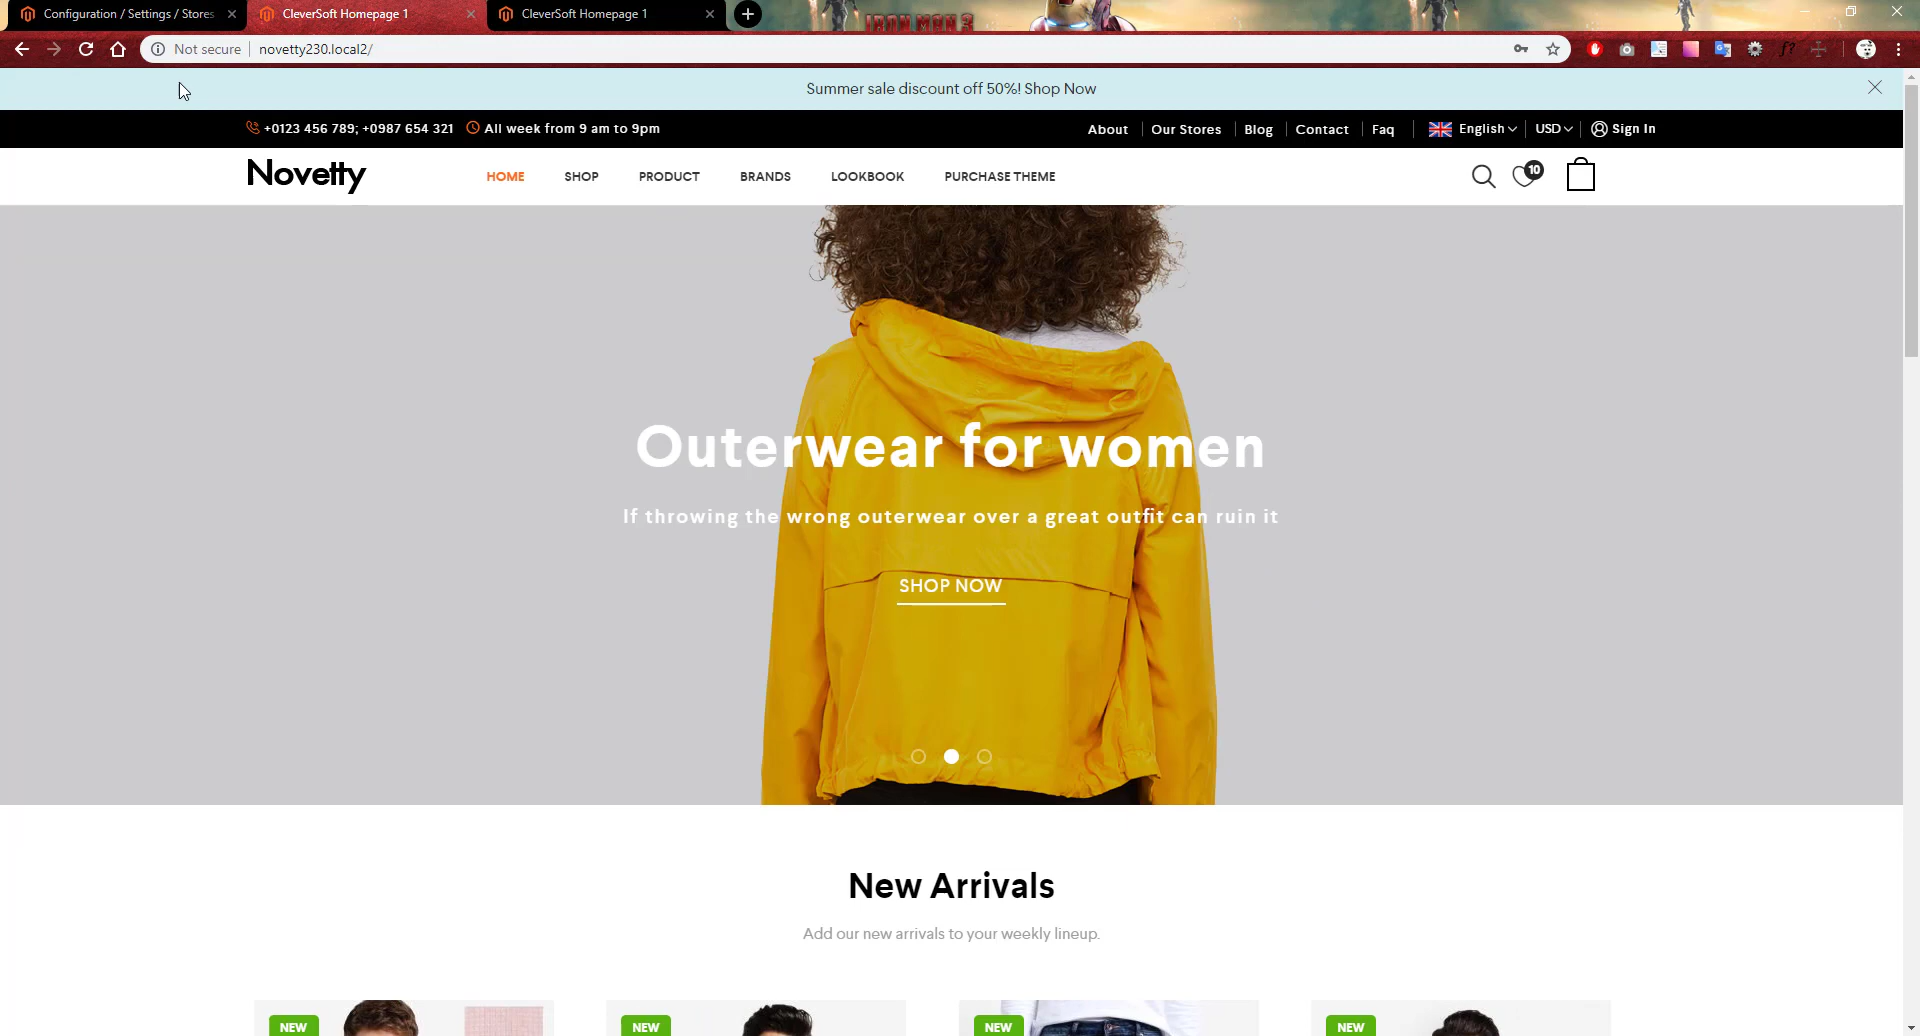 Configuration / Settings / Stores
CleverSoft Homepage 1
CleverSoft Homepage 1
IRON MAN 3
Not secure
novetty230.local2/
Summer sale discount off 50%! Shop Now
+0123 456 789; +0987 654 321
All week from 9 am to 9pm
About
Our Stores
Blog
Contact
Faq
English
USD
Sign In
Novetty
HOME
SHOP
PRODUCT
BRANDS
LOOKBOOK
PURCHASE THEME
10
Outerwear for women
If throwing the wrong outerwear over a great outfit can ruin it
SHOP NOW
New Arrivals
Add our new arrivals to your weekly lineup.
NEW
NEW
NEW
NEW